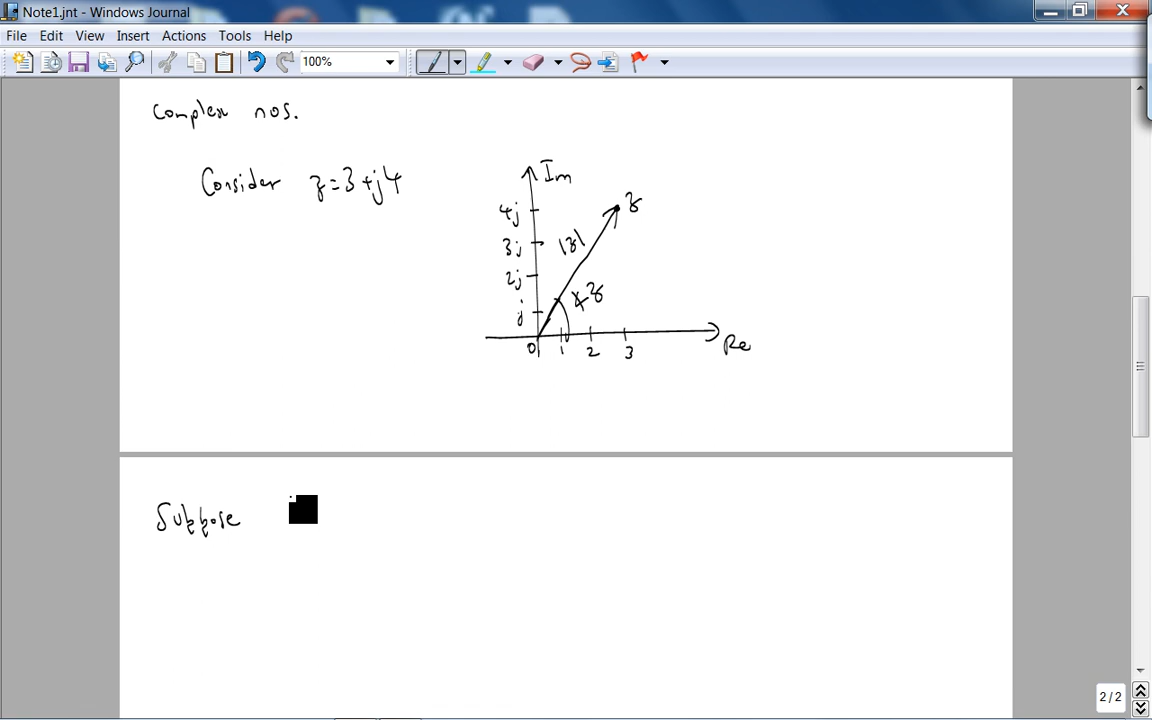 Note1.jnt - Windows Journal
File Edit View Insert Actions Tools Help
100%
Complex nos.
Consider z=3+j4
Im
4j
z
3j
|z|
2j
∠z
j
0 1 2 3
Re
Suppose
2/2